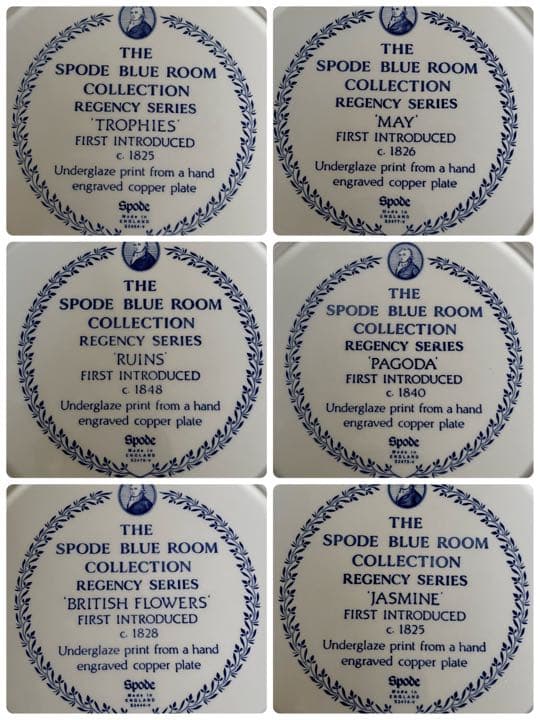 THE
SPODE BLUE ROOM
COLLECTION
REGENCY SERIES
'TROPHIES'
FIRST INTRODUCED
c. 1825
Underglaze print from a hand
engraved copper plate
Spode
Made in
ENGLAND
THE
SPODE BLUE ROOM
COLLECTION
REGENCY SERIES
'MAY'
FIRST INTRODUCED
c. 1826
Underglaze print from a hand
engraved copper plate
Spode
Made in
ENGLAND
THE
SPODE BLUE ROOM
COLLECTION
REGENCY SERIES
'RUINS'
FIRST INTRODUCED
c. 1848
Underglaze print from a hand
engraved copper plate
Spode
Made in
ENGLAND
THE
SPODE BLUE ROOM
COLLECTION
REGENCY SERIES
'PAGODA'
FIRST INTRODUCED
c. 1840
Underglaze print from a hand
engraved copper plate
Spode
Made in
ENGLAND
THE
SPODE BLUE ROOM
COLLECTION
REGENCY SERIES
'BRITISH FLOWERS'
FIRST INTRODUCED
c. 1828
Underglaze print from a hand
engraved copper plate
Spode
Made in
ENGLAND
THE
SPODE BLUE ROOM
COLLECTION
REGENCY SERIES
'JASMINE'
FIRST INTRODUCED
c. 1825
Underglaze print from a hand
engraved copper plate
Spode
Made in
ENGLAND